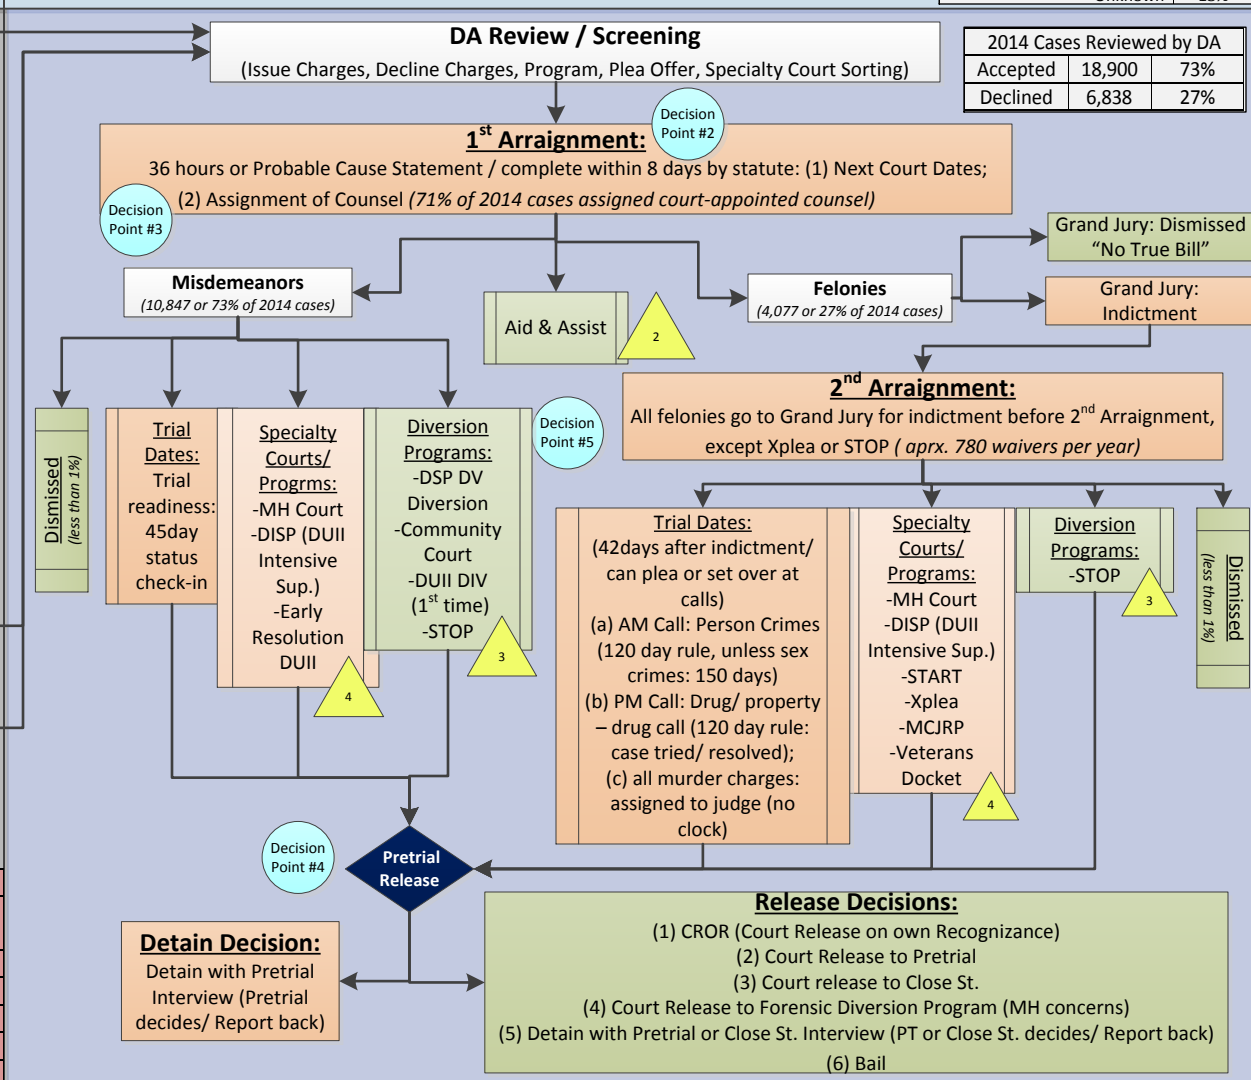 Unknown
DA Review / Screening
(Issue Charges, Decline Charges, Program, Plea Offer, Specialty Court Sorting)
2014 Cases Reviewed by DA
Accepted 18,900 73%
Declined 6,838 27%
Decision
Point #2
1st Arraignment:
36 hours or Probable Cause Statement / complete within 8 days by statute: (1) Next Court Dates;
(2) Assignment of Counsel (71% of 2014 cases assigned court-appointed counsel)
Decision
Point #3
Misdemeanors
(10,847 or 73% of 2014 cases)
Aid & Assist
2
Felonies
(4,077 or 27% of 2014 cases)
Grand Jury: Dismissed
“No True Bill”
Grand Jury:
Indictment
2nd Arraignment:
All felonies go to Grand Jury for indictment before 2nd Arraignment,
except Xplea or STOP ( aprx. 780 waivers per year)
Dismissed
(less than 1%)
Trial
Dates:
Trial
readiness:
45day
status
check-in
Specialty
Courts/
Progrms:
-MH Court
-DISP (DUII
Intensive
Sup.)
-Early
Resolution
DUII
4
Diversion
Programs:
-DSP DV
Diversion
-Community
Court
-DUII DIV
(1st time)
-STOP
3
Decision
Point #5
Trial Dates:
(42days after indictment/
can plea or set over at
calls)
(a) AM Call: Person Crimes
(120 day rule, unless sex
crimes: 150 days)
(b) PM Call: Drug/ property
– drug call (120 day rule:
case tried/ resolved);
(c) all murder charges:
assigned to judge (no
clock)
Specialty
Courts/
Programs:
-MH Court
-DISP (DUII
Intensive Sup.)
-START
-Xplea
-MCJRP
-Veterans
Docket
4
Diversion
Programs:
-STOP
3
Dismissed
(less than 1%)
Decision
Point #4
Pretrial
Release
Detain Decision:
Detain with Pretrial
Interview (Pretrial
decides/ Report back)
Release Decisions:
(1) CROR (Court Release on own Recognizance)
(2) Court Release to Pretrial
(3) Court release to Close St.
(4) Court Release to Forensic Diversion Program (MH concerns)
(5) Detain with Pretrial or Close St. Interview (PT or Close St. decides/ Report back)
(6) Bail